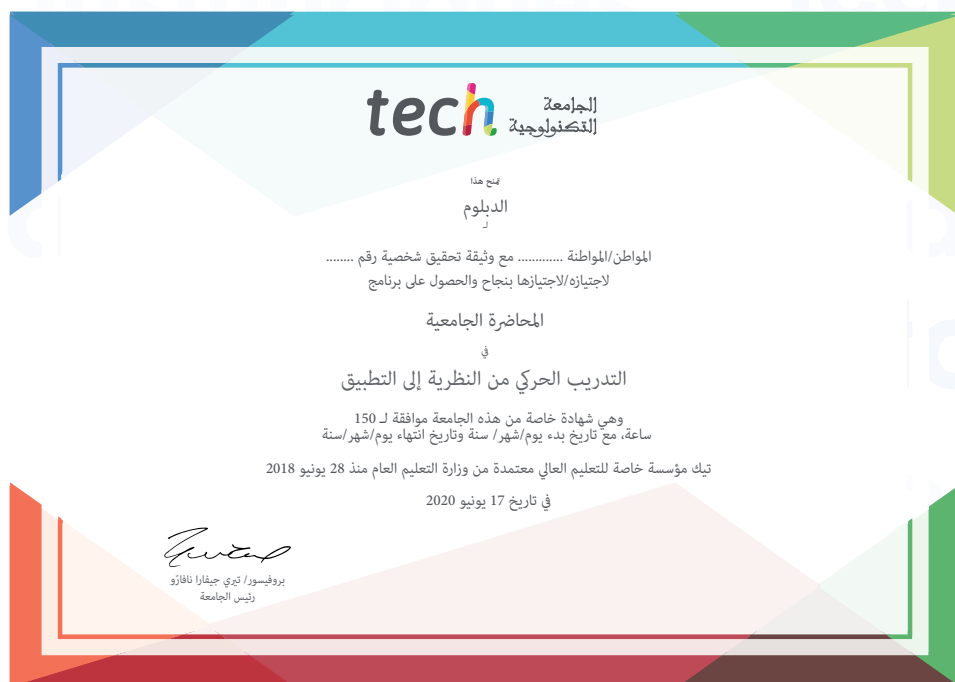 tech الجامعة
التكنولوجية
تمنح هذا
الدبلوم
لـ
المواطن/المواطنة ............. مع وثيقة تحقيق شخصية رقم ........
لاجتيازه/لاجتيازها بنجاح والحصول على برنامج
المحاضرة الجامعية
في
التدريب الحركي من النظرية إلى التطبيق
وهي شهادة خاصة من هذه الجامعة موافقة لـ 150
ساعة، مع تاريخ بدء يوم/شهر/ سنة وتاريخ انتهاء يوم/شهر/سنة
تيك مؤسسة خاصة للتعليم العالي معتمدة من وزارة التعليم العام منذ 28 يونيو 2018
في تاريخ 17 يونيو 2020
بروفيسور/ تيري جيفارا نافارّو
رئيس الجامعة